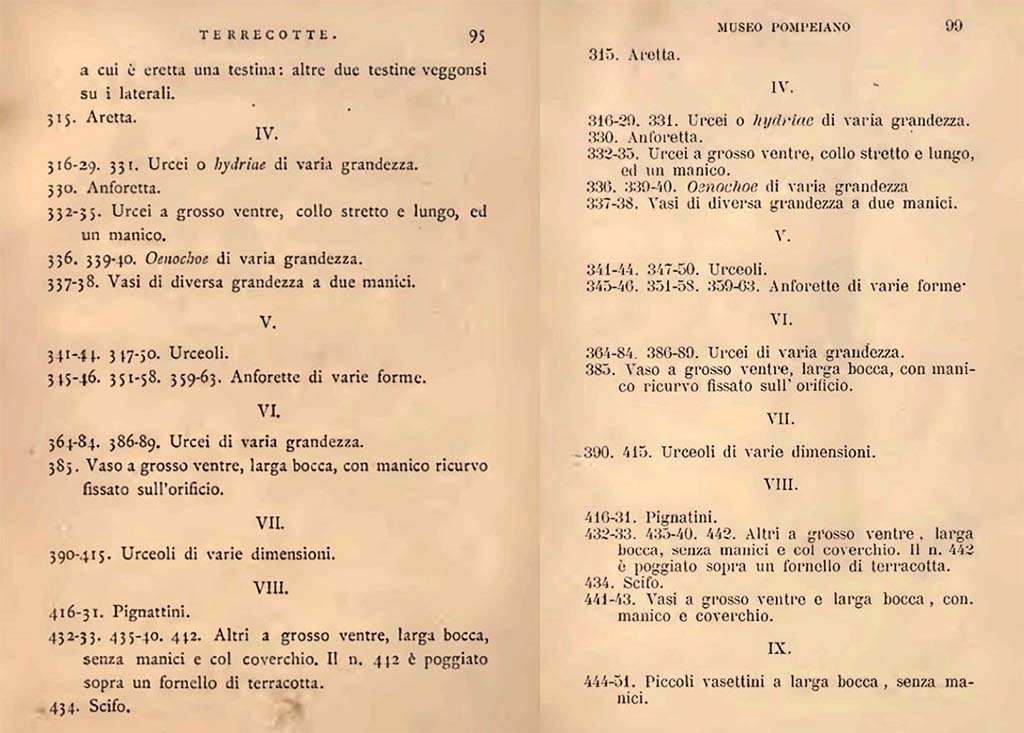 TERRECOTTE. 95
a cui è eretta una testina: altre due testine veggonsi
su i laterali.
315. Aretta.
IV.
316-29. 331. Urcei o hydriae di varia grandezza.
330. Anforetta.
332-35. Urcei a grosso ventre, collo stretto e lungo, ed
un manico.
336. 339-40. Oenochoe di varia grandezza.
337-38. Vasi di diversa grandezza a due manici.
V.
341-44. 347-50. Urceoli.
345-46. 351-58. 359-63. Anforette di varie forme.
VI.
364-84. 386-89. Urcei di varia grandezza.
385. Vaso a grosso ventre, larga bocca, con manico ricurvo
fissato sull'orificio.
VII.
390-415. Urceoli di varie dimensioni.
VIII.
416-31. Pignattini.
432-33. 435-40. 442. Altri a grosso ventre, larga bocca,
senza manici e col coverchio. Il n. 442 è poggiato
sopra un fornello di terracotta.
434. Scifo.
MUSEO POMPEIANO 99
315. Aretta.
IV.
316-29. 331. Urcei o hydriae di varia grandezza.
330. Anforetta.
332-35. Urcei a grosso ventre, collo stretto e lungo,
ed un manico.
336. 339-40. Oenochoe di varia grandezza
337-38. Vasi di diversa grandezza a due manici.
V.
341-44. 347-50. Urceoli.
345-46. 351-58. 359-63. Anforette di varie forme.
VI.
364-84. 386-89. Urcei di varia grandezza.
385. Vaso a grosso ventre, larga bocca, con mani-
co ricurvo fissato sull' orificio.
VII.
390. 415. Urceoli di varie dimensioni.
VIII.
416-31. Pignatini.
432-33. 435-40. 442. Altri a grosso ventre, larga
bocca, senza manici e col coverchio. Il n. 442
è poggiato sopra un fornello di terracotta.
434. Scifo.
441-43. Vasi a grosso ventre e larga bocca, con.
manico e coverchio.
IX.
444-51. Piccoli vasettini a larga bocca, senza ma-
nici.